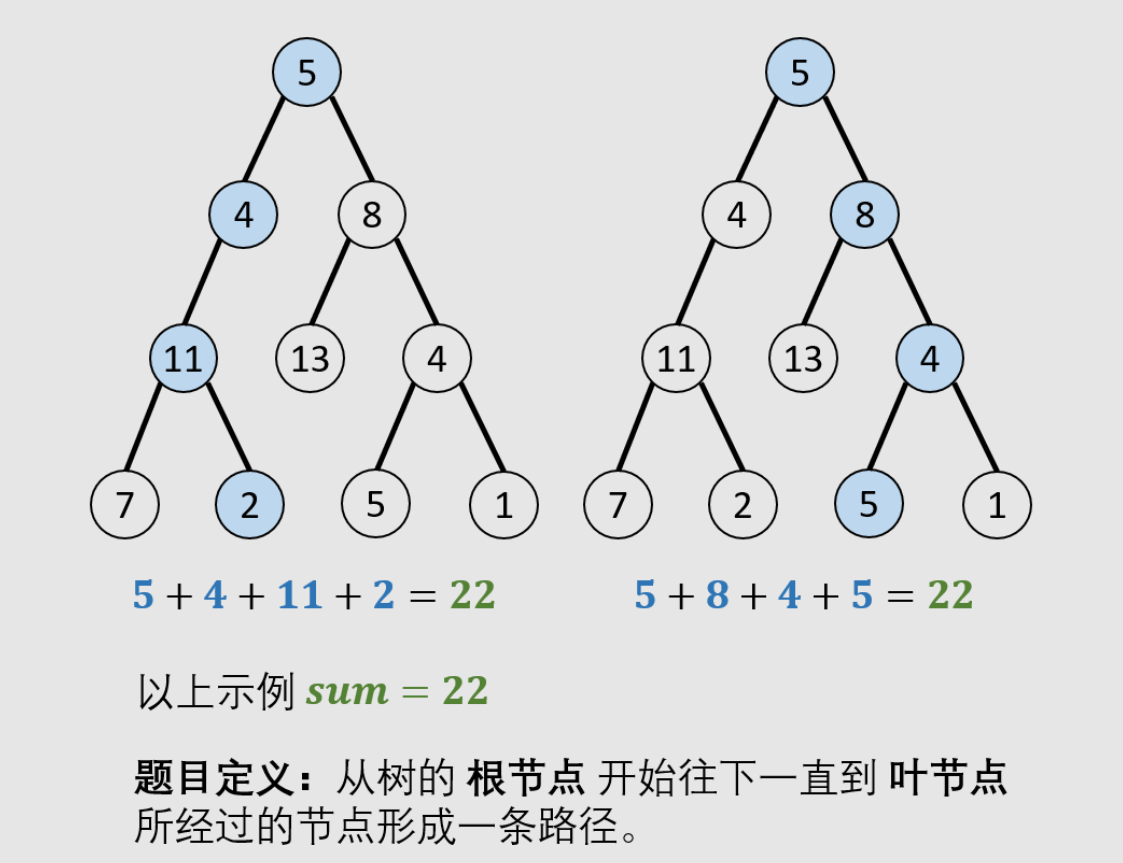 5 5
4 8 4 8
11 13 4 11 13 4
7 2 5 1 7 2 5 1
5 + 4 + 11 + 2 = 22 5 + 8 + 4 + 5 = 22
以上示例 sum = 22
题目定义：从树的 根节点 开始往下一直到 叶节点
所经过的节点形成一条路径。